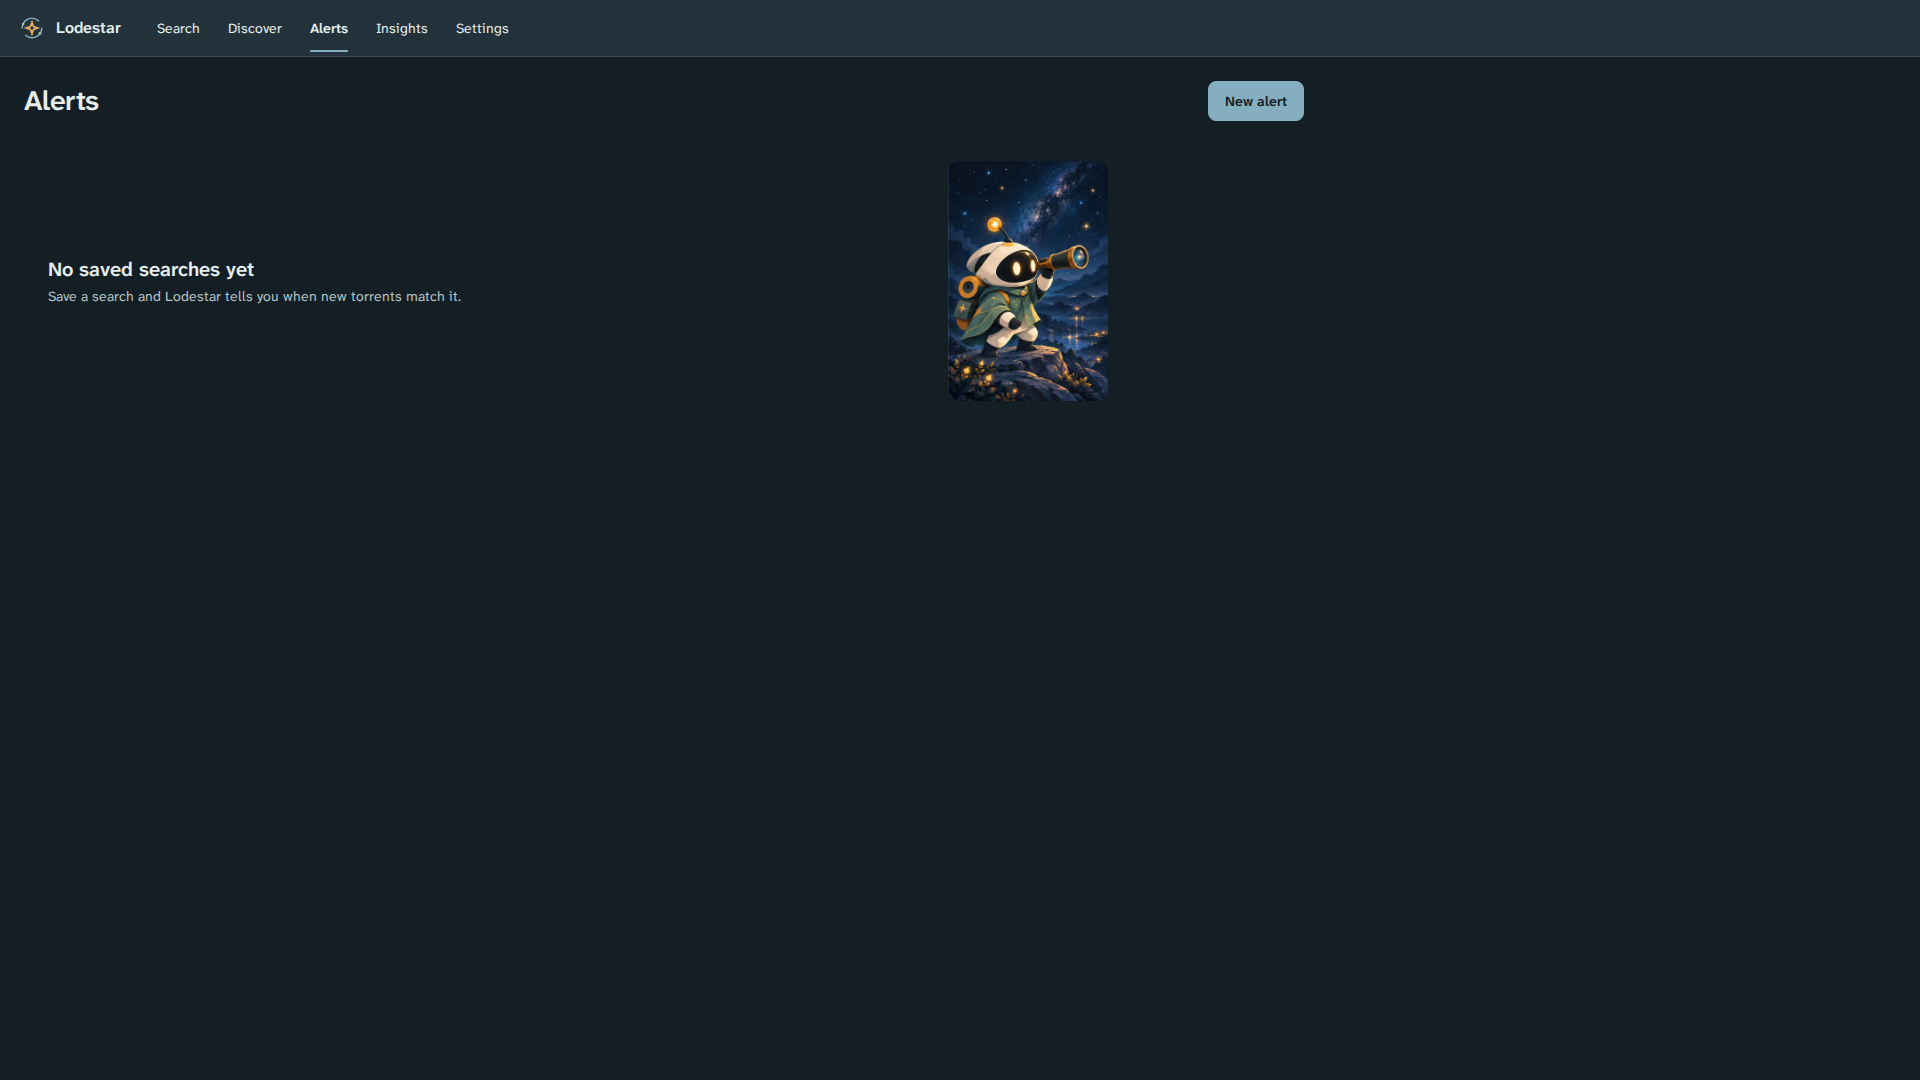 Lodestar
Search
Discover
Alerts
Insights
Settings
Alerts
New alert
No saved searches yet
Save a search and Lodestar tells you when new torrents match it.